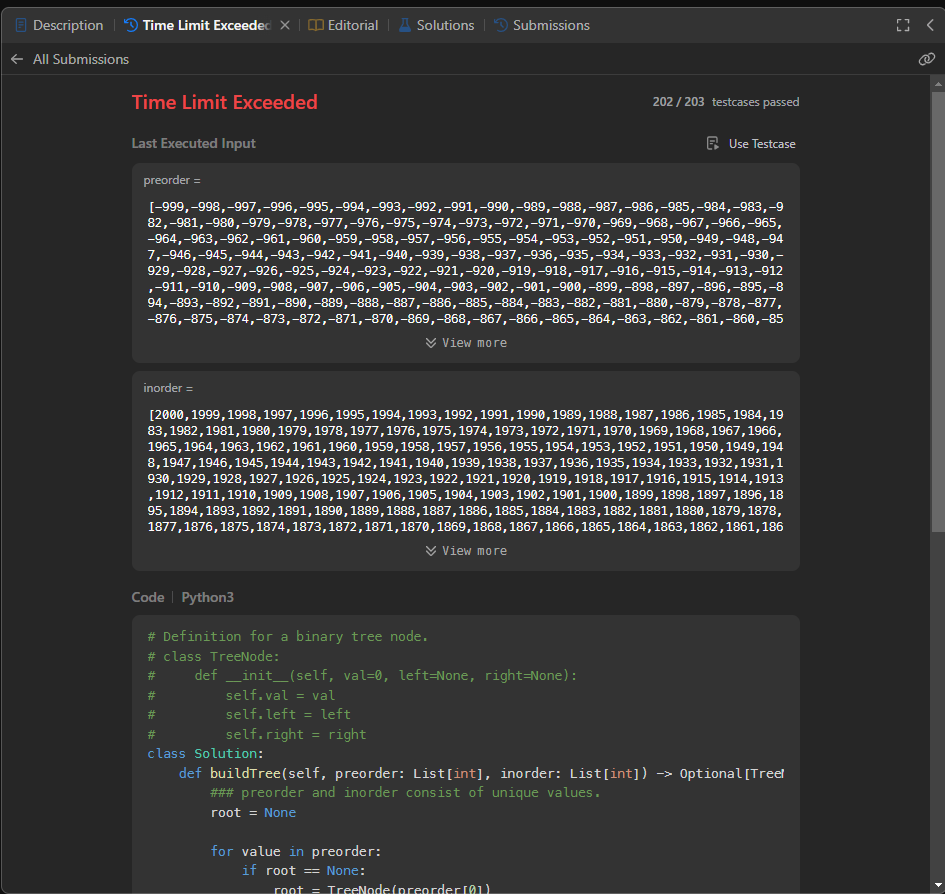 Description
Time Limit Exceeded
Editorial
Solutions
Submissions
All Submissions
Time Limit Exceeded
202 / 203 testcases passed
Last Executed Input
Use Testcase
preorder =
[-999,-998,-997,-996,-995,-994,-993,-992,-991,-990,-989,-988,-987,-986,-985,-984,-983,-9
82,-981,-980,-979,-978,-977,-976,-975,-974,-973,-972,-971,-970,-969,-968,-967,-966,-965,
-964,-963,-962,-961,-960,-959,-958,-957,-956,-955,-954,-953,-952,-951,-950,-949,-948,-94
7,-946,-945,-944,-943,-942,-941,-940,-939,-938,-937,-936,-935,-934,-933,-932,-931,-930,-
929,-928,-927,-926,-925,-924,-923,-922,-921,-920,-919,-918,-917,-916,-915,-914,-913,-912
,-911,-910,-909,-908,-907,-906,-905,-904,-903,-902,-901,-900,-899,-898,-897,-896,-895,-8
94,-893,-892,-891,-890,-889,-888,-887,-886,-885,-884,-883,-882,-881,-880,-879,-878,-877,
-876,-875,-874,-873,-872,-871,-870,-869,-868,-867,-866,-865,-864,-863,-862,-861,-860,-85
View more
inorder =
[2000,1999,1998,1997,1996,1995,1994,1993,1992,1991,1990,1989,1988,1987,1986,1985,1984,19
83,1982,1981,1980,1979,1978,1977,1976,1975,1974,1973,1972,1971,1970,1969,1968,1967,1966,
1965,1964,1963,1962,1961,1960,1959,1958,1957,1956,1955,1954,1953,1952,1951,1950,1949,194
8,1947,1946,1945,1944,1943,1942,1941,1940,1939,1938,1937,1936,1935,1934,1933,1932,1931,1
930,1929,1928,1927,1926,1925,1924,1923,1922,1921,1920,1919,1918,1917,1916,1915,1914,1913
,1912,1911,1910,1909,1908,1907,1906,1905,1904,1903,1902,1901,1900,1899,1898,1897,1896,18
95,1894,1893,1892,1891,1890,1889,1888,1887,1886,1885,1884,1883,1882,1881,1880,1879,1878,
1877,1876,1875,1874,1873,1872,1871,1870,1869,1868,1867,1866,1865,1864,1863,1862,1861,186
View more
Code | Python3
# Definition for a binary tree node.
# class TreeNode:
#     def __init__(self, val=0, left=None, right=None):
#         self.val = val
#         self.left = left
#         self.right = right
class Solution:
    def buildTree(self, preorder: List[int], inorder: List[int]) -> Optional[TreeN
        ### preorder and inorder consist of unique values.
        root = None
        for value in preorder:
            if root == None:
                root = TreeNode(preorder[0])